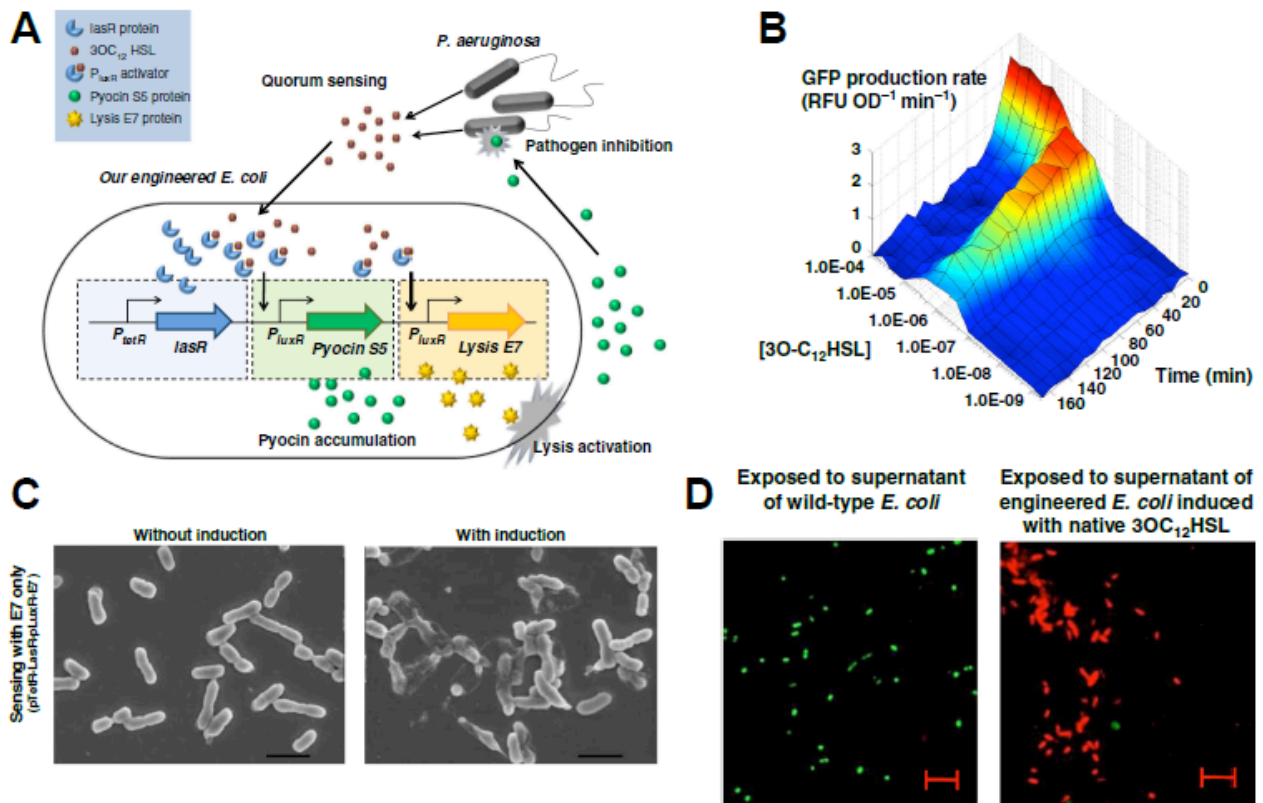 A
lasR protein
3OC₁₂ HSL
P_luxR activator
Pyocin S5 protein
Lysis E7 protein
Quorum sensing
P. aeruginosa
Pathogen inhibition
Our engineered E. coli
P_tetR
lasR
P_luxR
Pyocin S5
P_luxR
Lysis E7
Pyocin accumulation
Lysis activation
B
GFP production rate
(RFU OD⁻¹ min⁻¹)
3
2
1
0
1.0E-04
1.0E-05
1.0E-06
1.0E-07
1.0E-08
1.0E-09
[3O-C₁₂HSL]
0
20
40
60
80
100
120
140
160
Time (min)
C
Without induction
With induction
Sensing with E7 only
(pTetR-LasR-pLuxR-E7)
D
Exposed to supernatant
of wild-type E. coli
Exposed to supernatant of
engineered E. coli induced
with native 3OC₁₂HSL